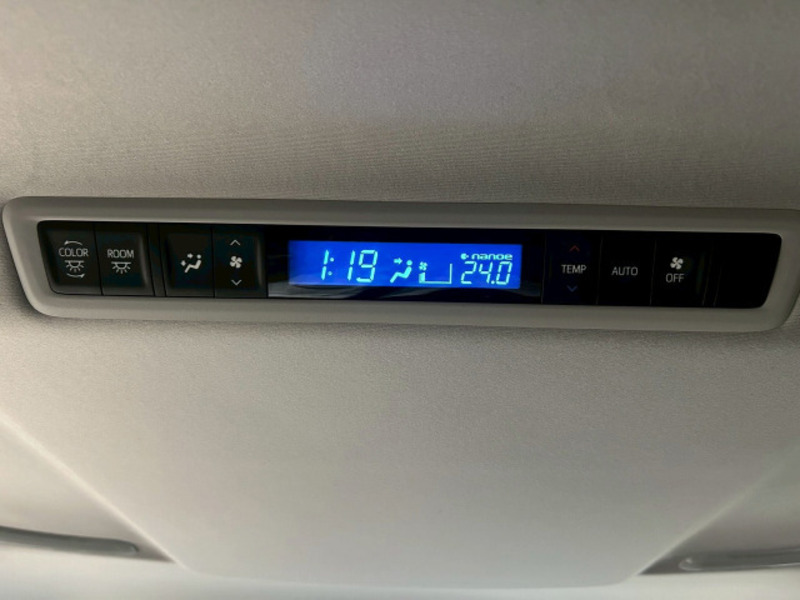 COLOR
ROOM
1:19
nanoe
24.0
TEMP
AUTO
OFF